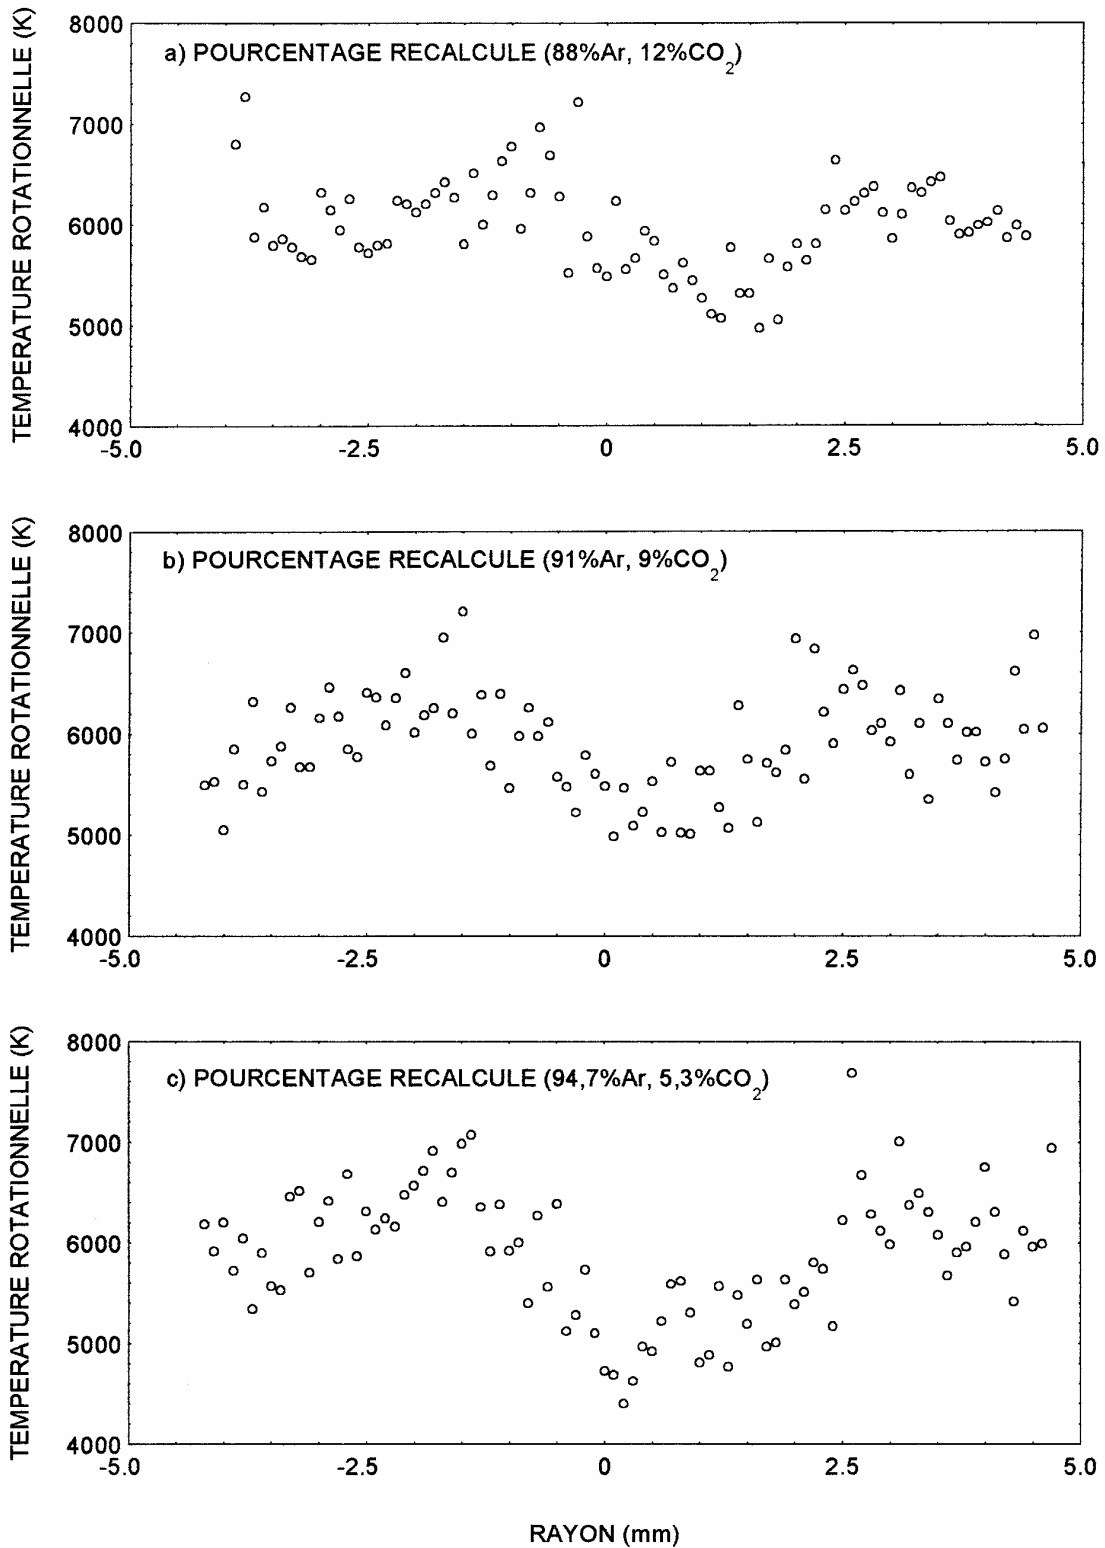 8000
a) POURCENTAGE RECALCULE (88%Ar, 12%CO2)
7000
6000
5000
4000
TEMPERATURE ROTATIONNELLE (K)
-5.0 -2.5 0 2.5 5.0
8000
b) POURCENTAGE RECALCULE (91%Ar, 9%CO2)
7000
6000
5000
4000
TEMPERATURE ROTATIONNELLE (K)
-5.0 -2.5 0 2.5 5.0
8000
c) POURCENTAGE RECALCULE (94,7%Ar, 5,3%CO2)
7000
6000
5000
4000
TEMPERATURE ROTATIONNELLE (K)
-5.0 -2.5 0 2.5 5.0
RAYON (mm)